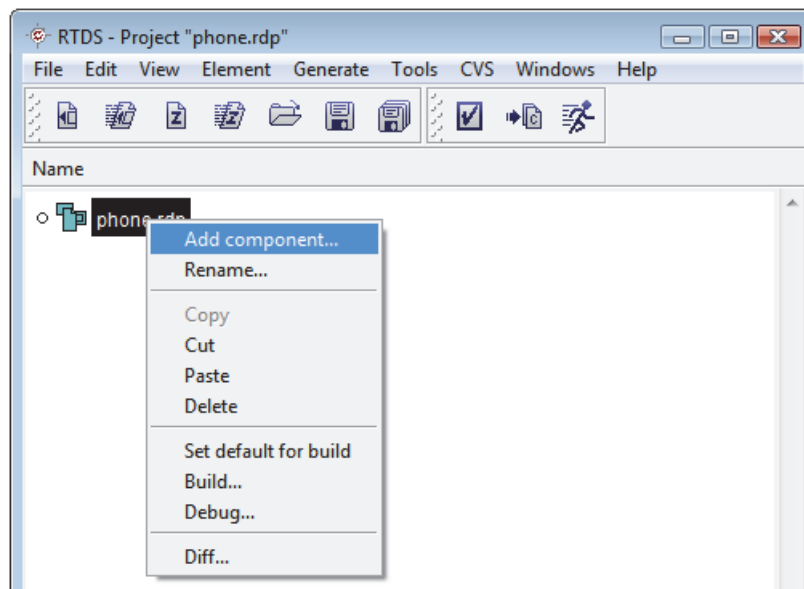 RTDS - Project "phone.rdp"
File Edit View Element Generate Tools CVS Windows Help
Name
phone.rdp
Add component...
Rename...
Copy
Cut
Paste
Delete
Set default for build
Build...
Debug...
Diff...